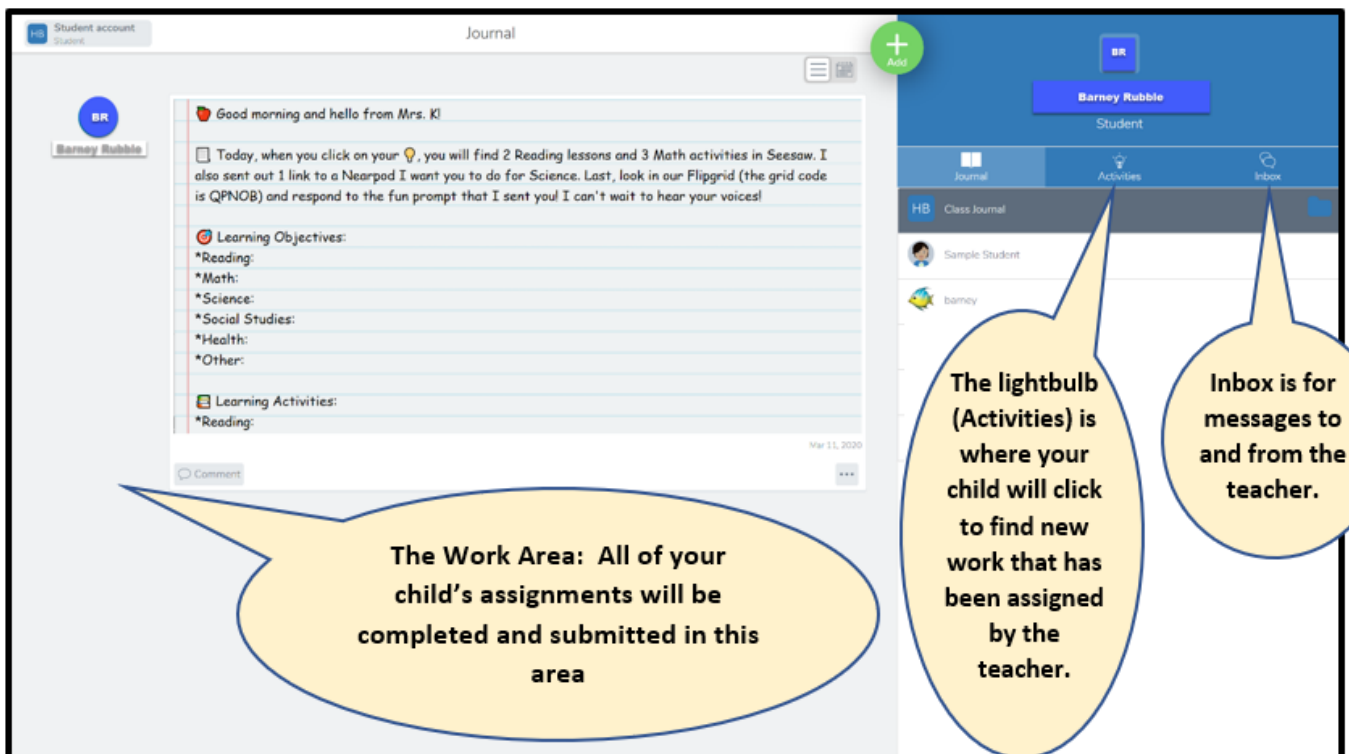 HB Student account
Student
Journal
Add
BR
Barney Rubble
Student
Journal
Activities
Inbox
HB Class Journal
Sample Student
barney
BR
Barney Rubble
Good morning and hello from Mrs. K!
Today, when you click on your 💡, you will find 2 Reading lessons and 3 Math activities in Seesaw. I
also sent out 1 link to a Nearpod I want you to do for Science. Last, look in our Flipgrid (the grid code
is QPNOB) and respond to the fun prompt that I sent you! I can't wait to hear your voices!
Learning Objectives:
*Reading:
*Math:
*Science:
*Social Studies:
*Health:
*Other:
Learning Activities:
*Reading:
Mar 11, 2020
Comment
The Work Area: All of your
child's assignments will be
completed and submitted in this
area
The lightbulb
(Activities) is
where your
child will click
to find new
work that has
been assigned
by the
teacher.
Inbox is for
messages to
and from the
teacher.